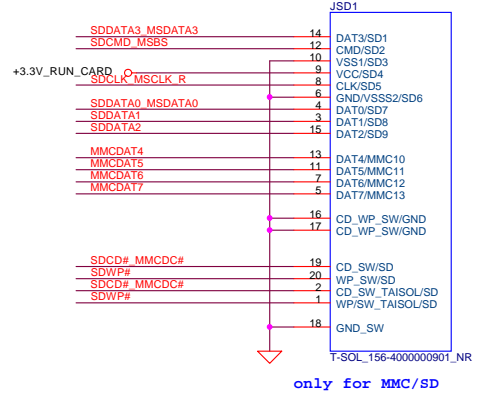 JSD1
SDDATA3_MSDATA3 14 DAT3/SD1
SDCMD_MSBS 12 CMD/SD2
10 VSS1/SD3
+3.3V_RUN_CARD 9 VCC/SD4
SDCLK_MSCLK_R 8 CLK/SD5
6 GND/VSSS2/SD6
SDDATA0_MSDATA0 4 DAT0/SD7
SDDATA1 3 DAT1/SD8
SDDATA2 15 DAT2/SD9
MMCDAT4 13 DAT4/MMC10
MMCDAT5 11 DAT5/MMC11
MMCDAT6 7 DAT6/MMC12
MMCDAT7 5 DAT7/MMC13
16 CD_WP_SW/GND
17 CD_WP_SW/GND
SDCD#_MMCDC# 19 CD_SW/SD
SDWP# 20 WP_SW/SD
SDCD#_MMCDC# 2 CD_SW_TAISOL/SD
SDWP# 1 WP/SW_TAISOL/SD
18 GND_SW
T-SOL_156-4000000901_NR
only for MMC/SD